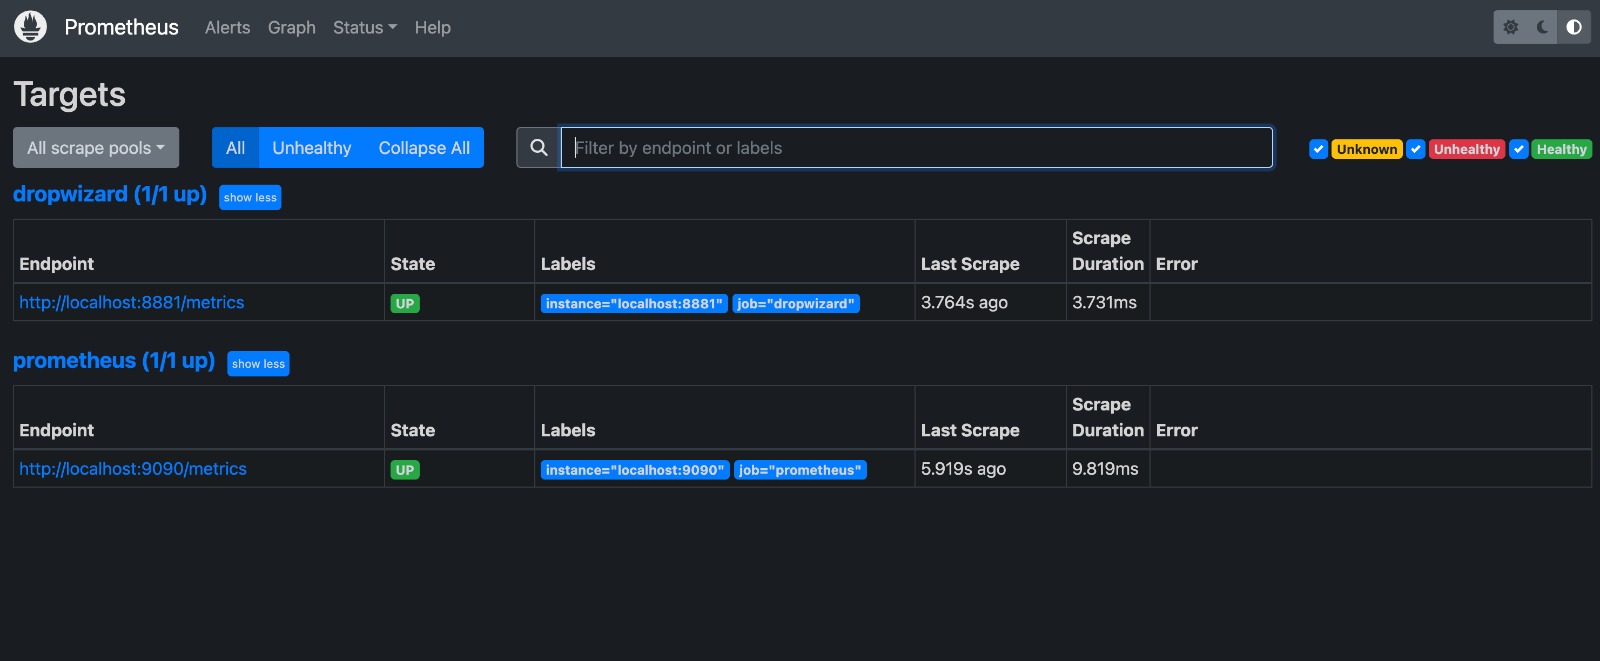 Prometheus Alerts Graph Status Help
Targets
All scrape pools All Unhealthy Collapse All Filter by endpoint or labels Unknown Unhealthy Healthy
dropwizard (1/1 up) show less
Endpoint State Labels Last Scrape Scrape Duration Error
http://localhost:8881/metrics UP instance="localhost:8881" job="dropwizard" 3.764s ago 3.731ms
prometheus (1/1 up) show less
Endpoint State Labels Last Scrape Scrape Duration Error
http://localhost:9090/metrics UP instance="localhost:9090" job="prometheus" 5.919s ago 9.819ms